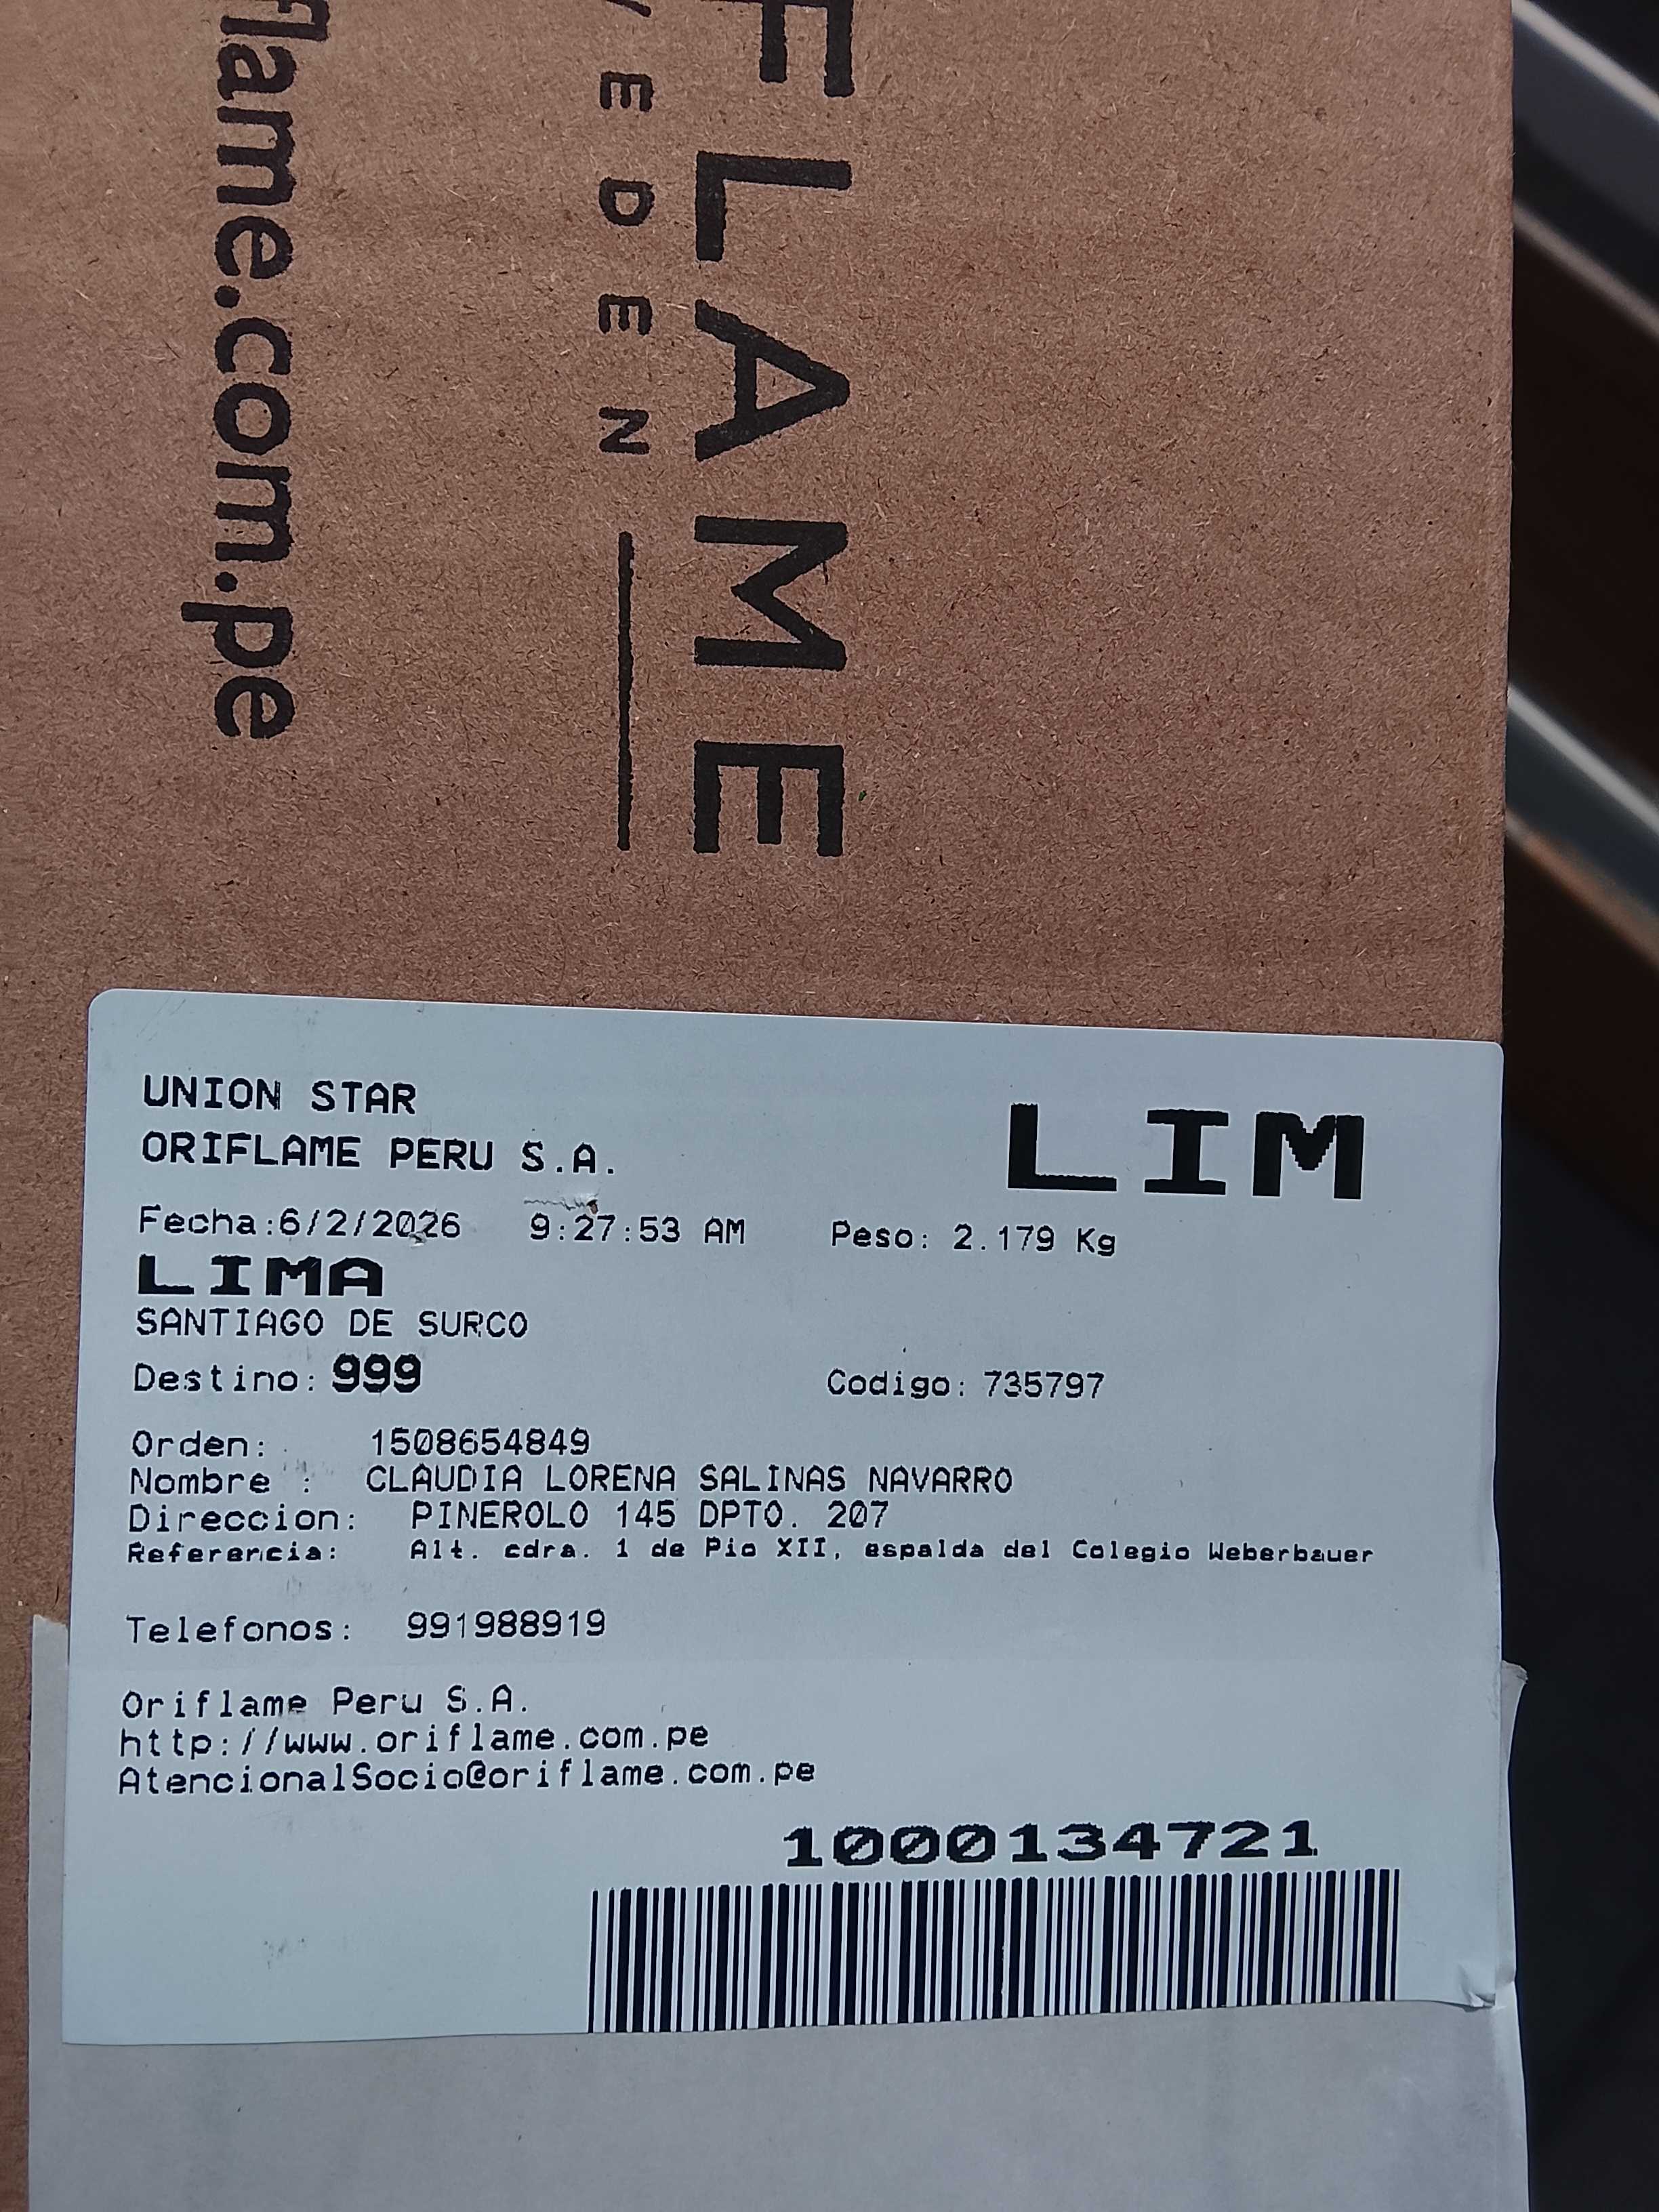 FLAME
VEDEN
flame.com.pe
UNION STAR
ORIFLAME PERU S.A.
LIM
Fecha:6/2/2026 9:27:53 AM Peso: 2.179 Kg
LIMA
SANTIAGO DE SURCO
Destino: 999 Codigo: 735797
Orden: 1508654849
Nombre : CLAUDIA LORENA SALINAS NAVARRO
Direccion: PINEROLO 145 DPTO. 207
Referencia: Alt. cdra. 1 de Pio XII, espalda del Colegio Weberbauer
Telefonos: 991988919
Oriflame Peru S.A.
http://www.oriflame.com.pe
AtencionalSocio@oriflame.com.pe
1000134721